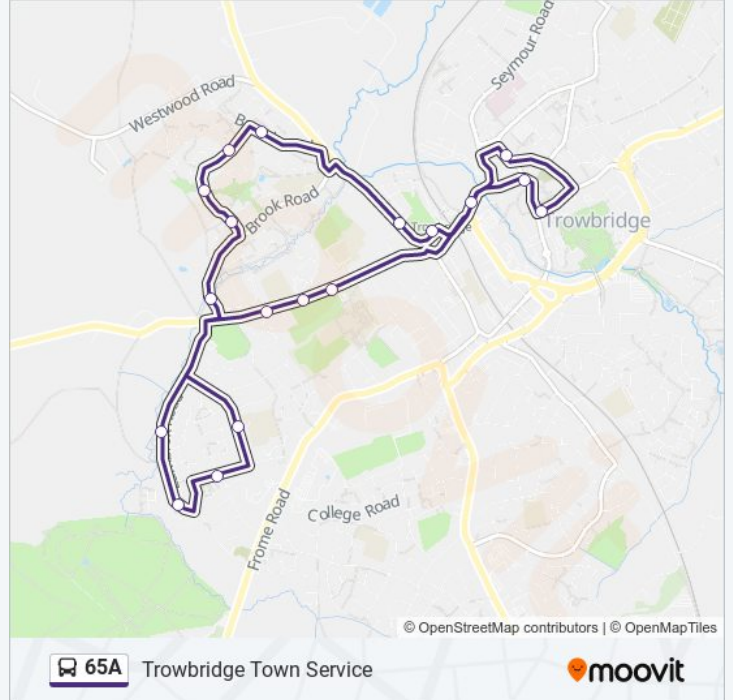 Seymour Road
Westwood Road
Brook Road
Trowbridge
Frome Road
College Road
© OpenStreetMap contributors | © OpenMapTiles
65A
Trowbridge Town Service
moovit